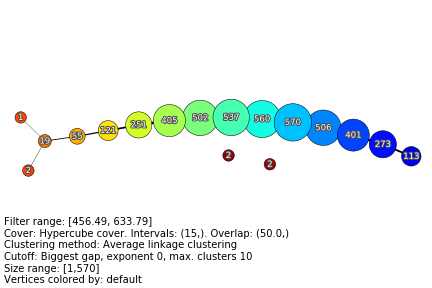 1
2
19
55
121
251
405
502
537
560
570
506
401
273
113
2
2
Filter range: [456.49, 633.79]
Cover: Hypercube cover. Intervals: (15,). Overlap: (50.0,)
Clustering method: Average linkage clustering
Cutoff: Biggest gap, exponent 0, max. clusters 10
Size range: [1,570]
Vertices colored by: default